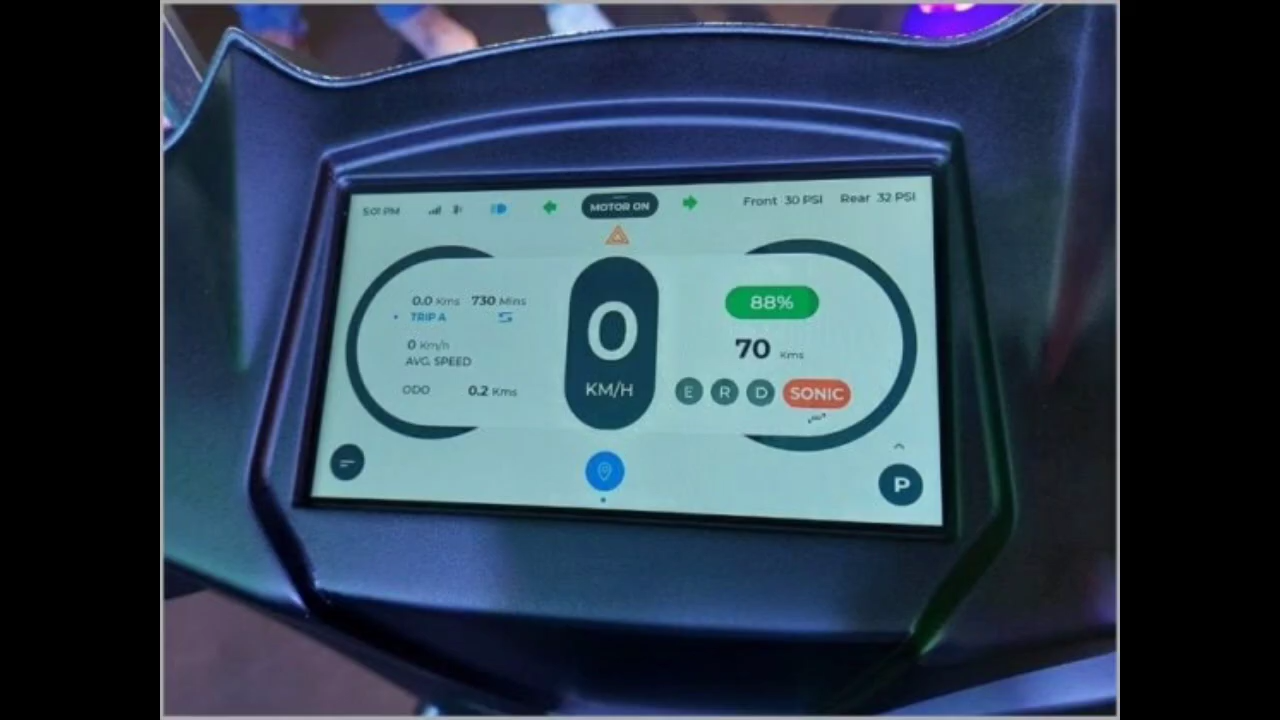 5:01 PM MOTOR ON Front 30 PSI Rear 32 PSI
0.0 Kms 730 Mins
TRIP A
0 Km/h
AVG. SPEED
ODO 0.2 Kms
0
KM/H
88%
70 Kms
E R D SONIC
P